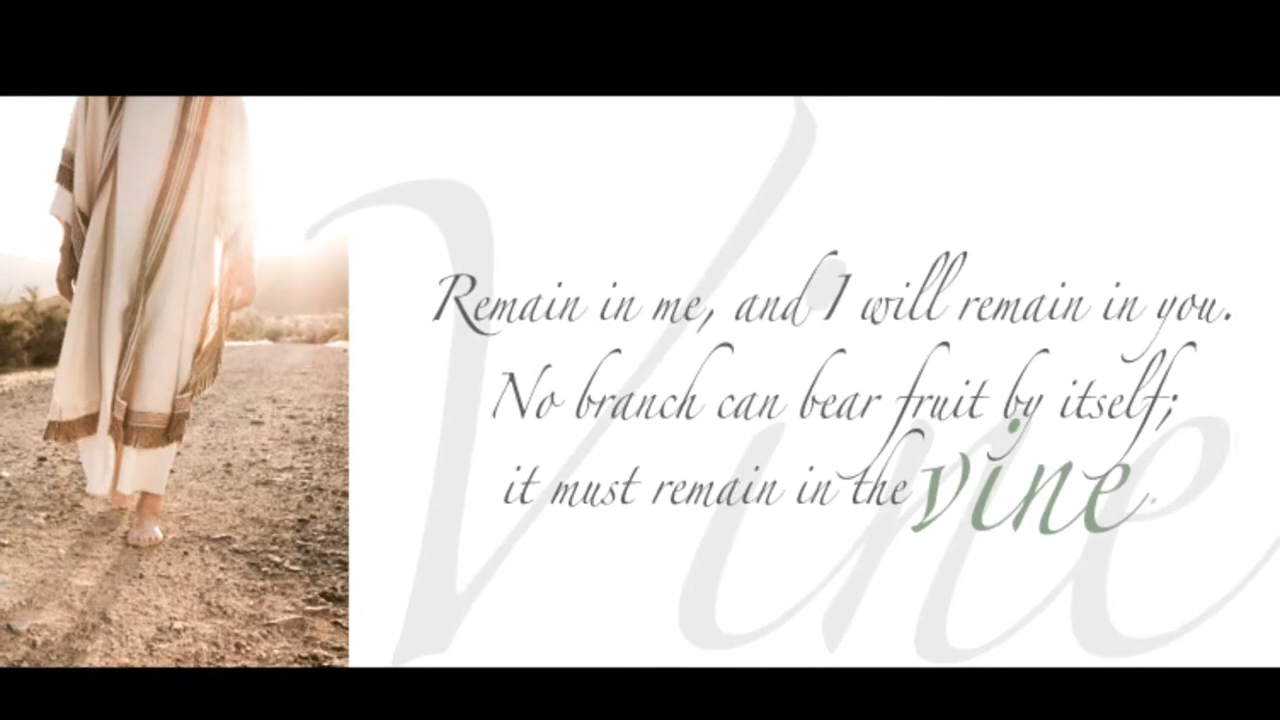 Vine
Remain in me, and I will remain in you.
No branch can bear fruit by itself;
it must remain in the vine.